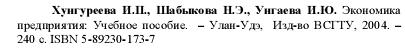 Хунгуреева И.П., Шабыкова Н.Э., Унгаева И.Ю. Экономика
предприятия: Учебное пособие. – Улан-Удэ, Изд-во ВСГТУ, 2004. –
240 с. ISBN 5-89230-173-7